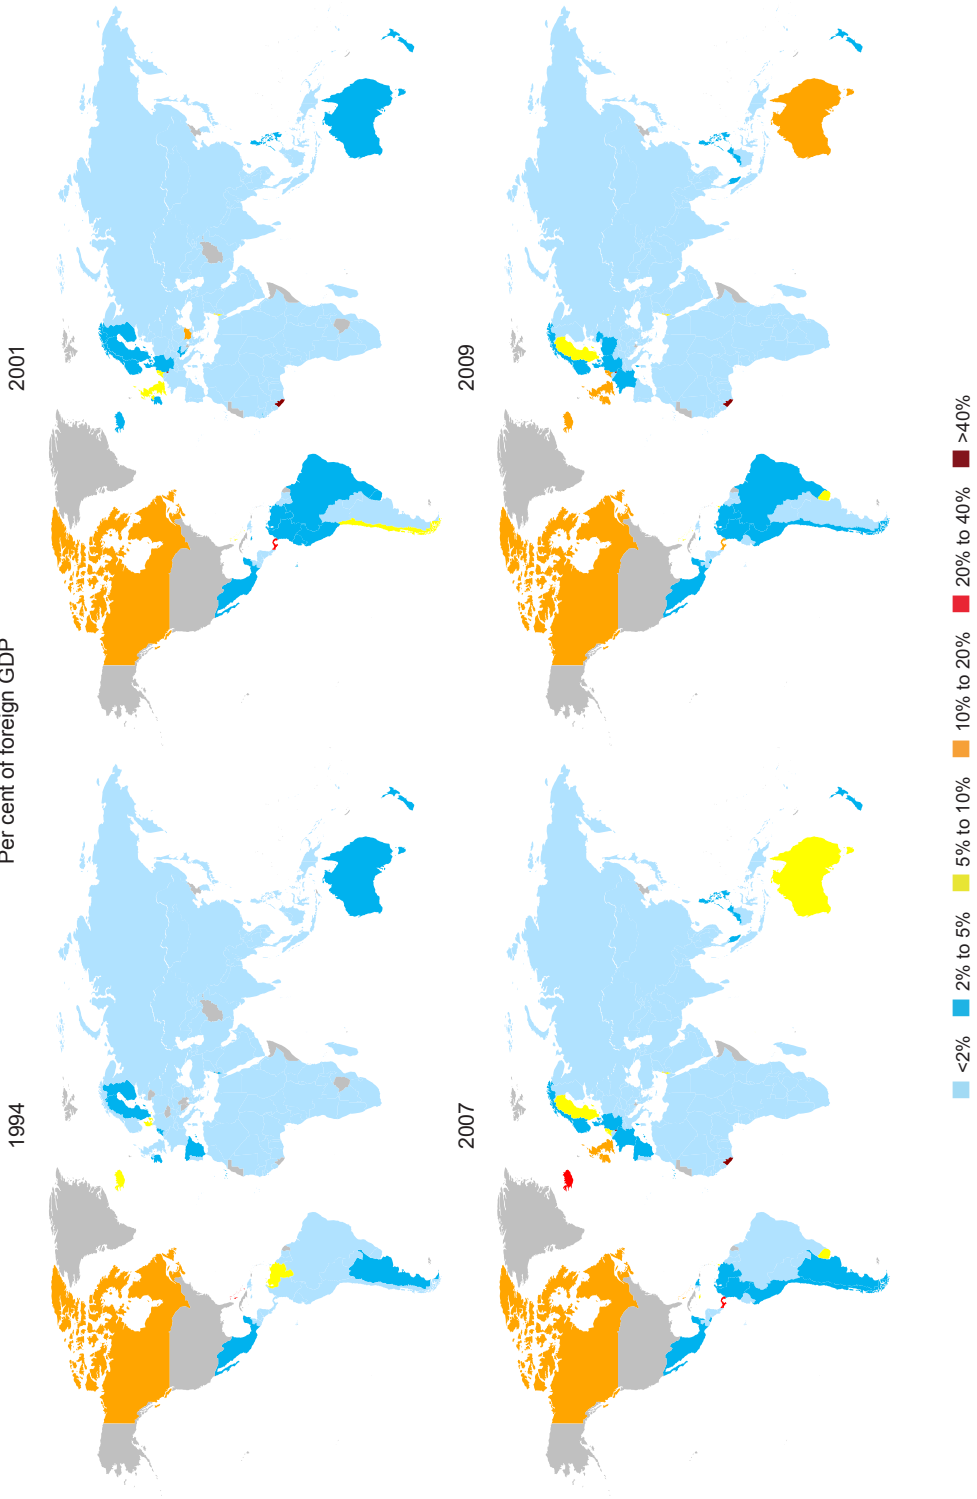 Per cent of foreign GDP
1994
2001
2007
2009
<2%
2% to 5%
5% to 10%
10% to 20%
20% to 40%
>40%